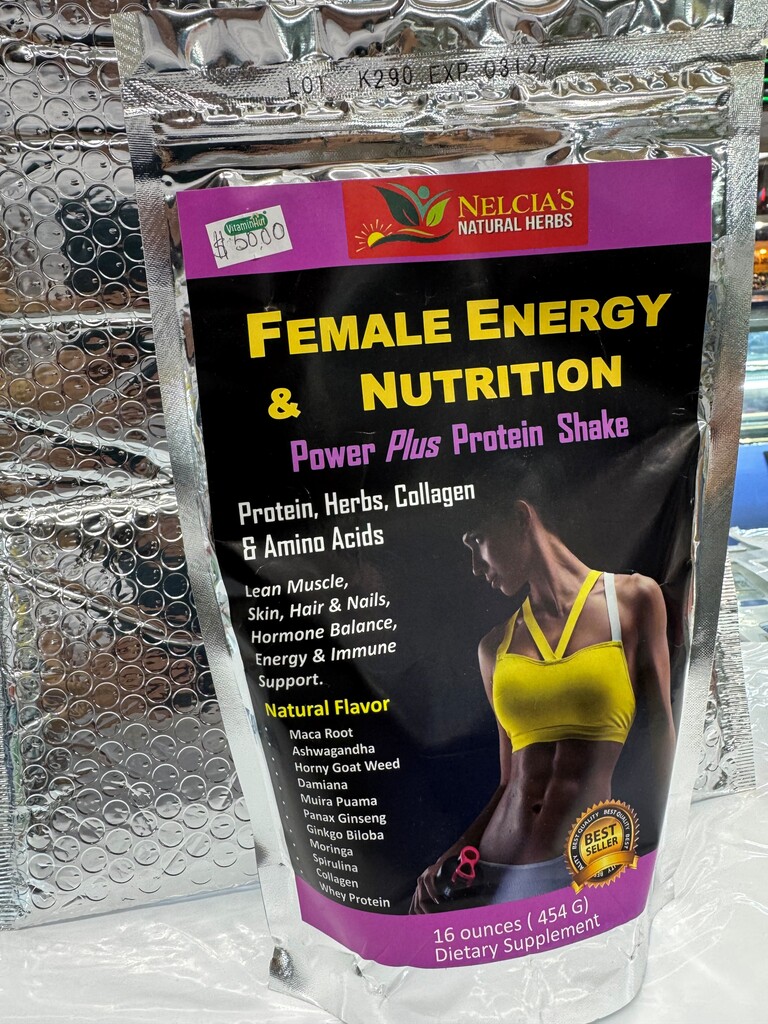 LOT K290 EXP 03127
NELCIA'S
NATURAL HERBS
VitaminHut
$50.00
FEMALE ENERGY
& NUTRITION
Power Plus Protein Shake
Protein, Herbs, Collagen
& Amino Acids
Lean Muscle,
Skin, Hair & Nails,
Hormone Balance,
Energy & Immune
Support.
Natural Flavor
Maca Root
Ashwagandha
Horny Goat Weed
Damiana
Muira Puama
Panax Ginseng
Ginkgo Biloba
Moringa
Spirulina
Collagen
Whey Protein
BEST QUALITY
BEST
SELLER
16 ounces ( 454 G)
Dietary Supplement